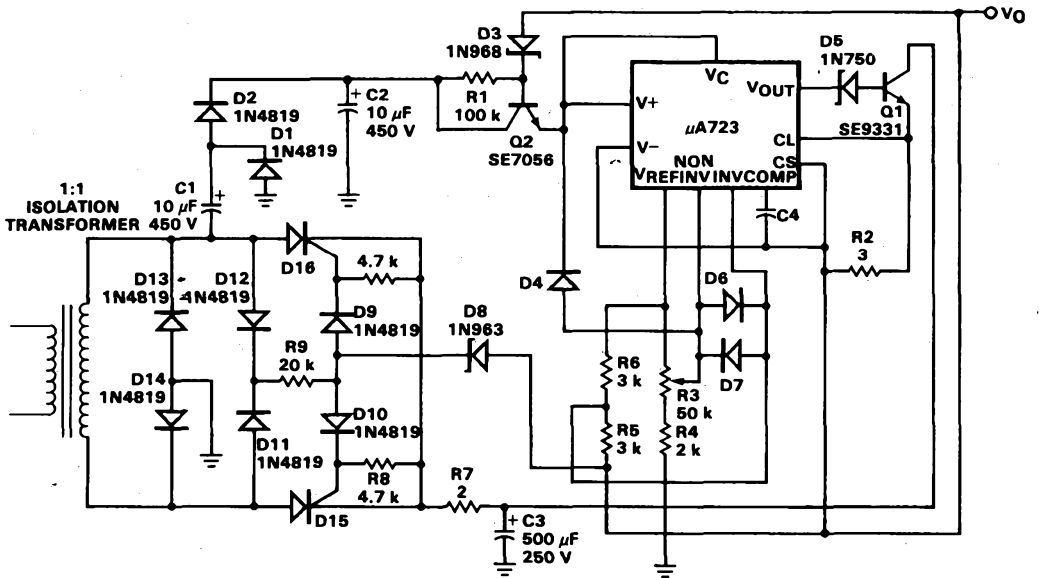 V_O
D3
1N968
D5
1N750
V_C
V_OUT
D2
1N4819
C2
10 μF
450 V
R1
100 k
V+
μA723
Q1
SE9331
D1
1N4819
Q2
SE7056
V−
CL
CS
NON
V_REF INV INV COMP
1:1
ISOLATION
TRANSFORMER
C1
10 μF
450 V
C4
R2
3
D16
4.7 k
D13
1N4819
D12
1N4819
D4
D6
D9
1N4819
D8
1N963
R9
20 k
R6
3 k
D7
R3
50 k
D14
1N4819
D10
1N4819
D11
1N4819
R5
3 k
R4
2 k
R8
4.7 k
R7
2
D15
C3
500 μF
250 V